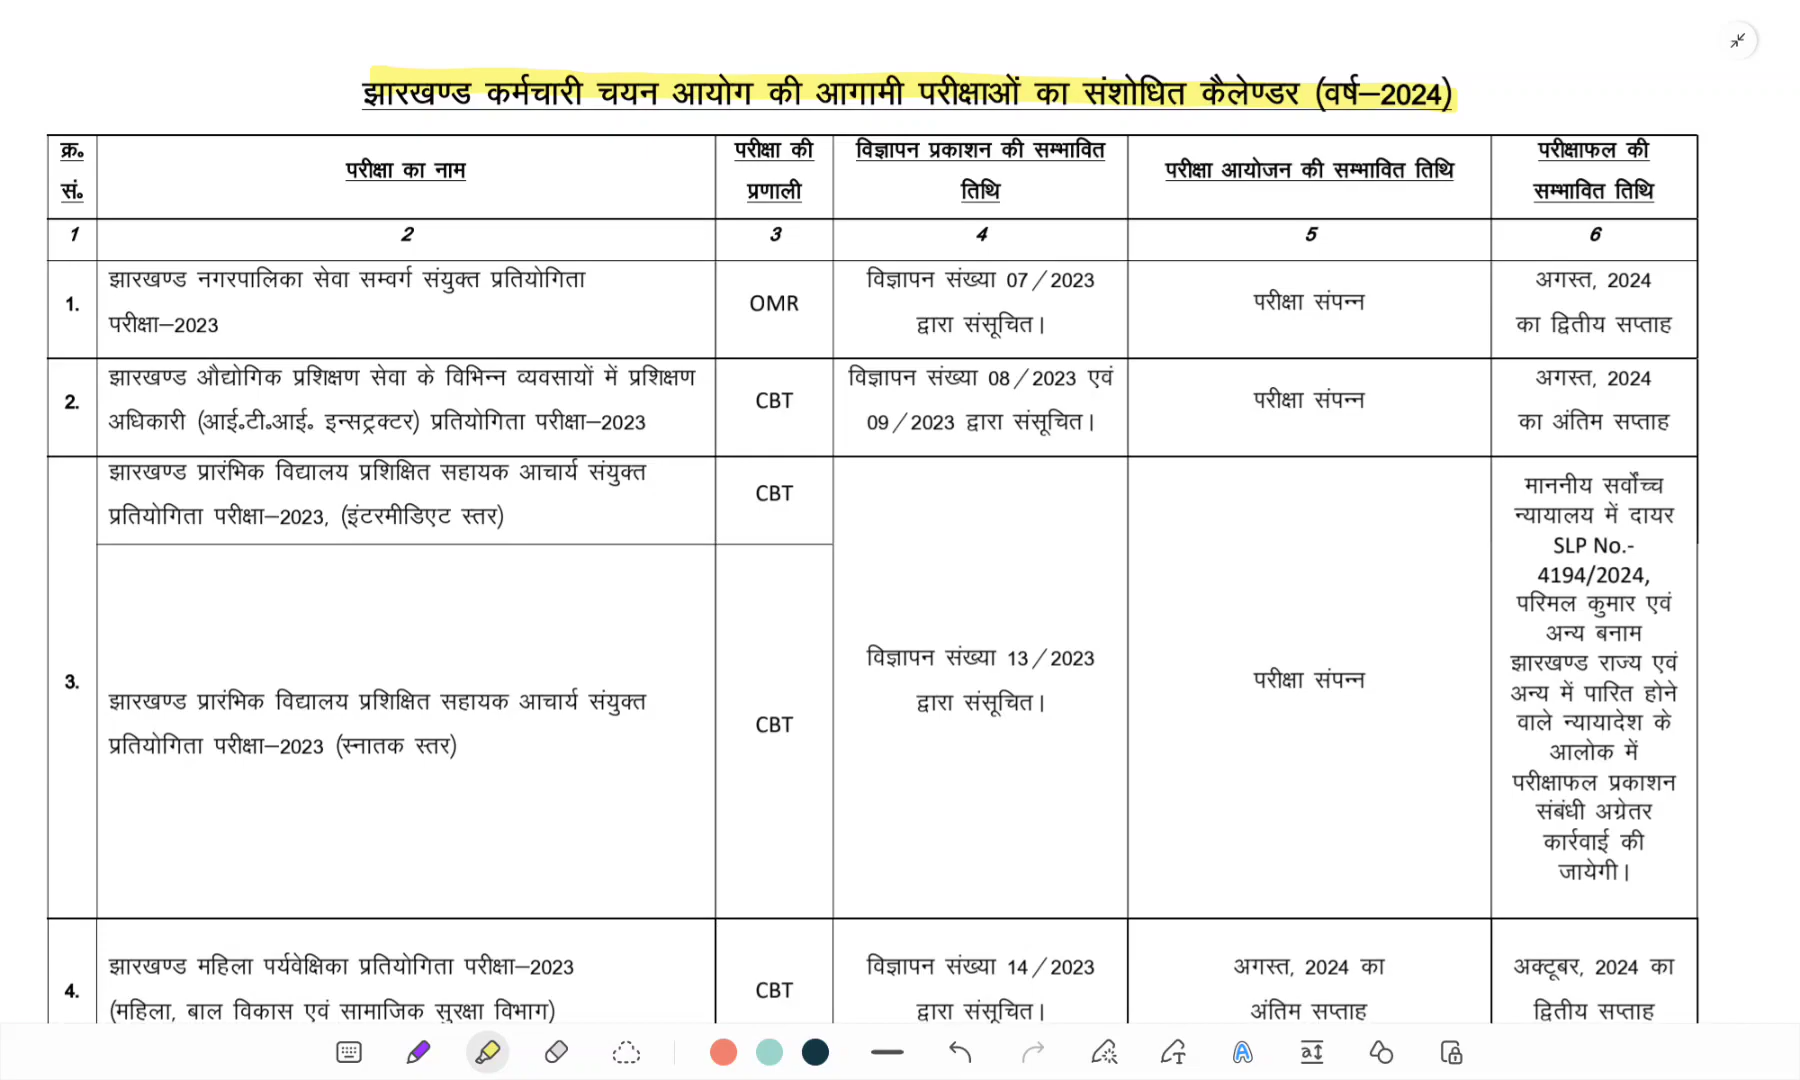 झारखण्ड कर्मचारी चयन आयोग की आगामी परीक्षाओं का संशोधित कैलेण्डर (वर्ष–2024)
क्र॰
सं॰
परीक्षा का नाम
परीक्षा की
प्रणाली
विज्ञापन प्रकाशन की सम्भावित
तिथि
परीक्षा आयोजन की सम्भावित तिथि
परीक्षाफल की
सम्भावित तिथि
1
2
3
4
5
6
1.
झारखण्ड नगरपालिका सेवा सम्वर्ग संयुक्त प्रतियोगिता
परीक्षा–2023
OMR
विज्ञापन संख्या 07/2023
द्वारा संसूचित।
परीक्षा संपन्न
अगस्त, 2024
का द्वितीय सप्ताह
2.
झारखण्ड औद्योगिक प्रशिक्षण सेवा के विभिन्न व्यवसायों में प्रशिक्षण
अधिकारी (आई॰टी॰आई॰ इन्सट्रक्टर) प्रतियोगिता परीक्षा–2023
CBT
विज्ञापन संख्या 08/2023 एवं
09/2023 द्वारा संसूचित।
परीक्षा संपन्न
अगस्त, 2024
का अंतिम सप्ताह
3.
झारखण्ड प्रारंभिक विद्यालय प्रशिक्षित सहायक आचार्य संयुक्त
प्रतियोगिता परीक्षा–2023, (इंटरमीडिएट स्तर)
CBT
झारखण्ड प्रारंभिक विद्यालय प्रशिक्षित सहायक आचार्य संयुक्त
प्रतियोगिता परीक्षा–2023 (स्नातक स्तर)
CBT
विज्ञापन संख्या 13/2023
द्वारा संसूचित।
परीक्षा संपन्न
माननीय सर्वोच्च
न्यायालय में दायर
SLP No.-
4194/2024,
परिमल कुमार एवं
अन्य बनाम
झारखण्ड राज्य एवं
अन्य में पारित होने
वाले न्यायादेश के
आलोक में
परीक्षाफल प्रकाशन
संबंधी अग्रेतर
कार्रवाई की
जायेगी।
4.
झारखण्ड महिला पर्यवेक्षिका प्रतियोगिता परीक्षा–2023
(महिला, बाल विकास एवं सामाजिक सुरक्षा विभाग)
CBT
विज्ञापन संख्या 14/2023
द्वारा संसूचित।
अगस्त, 2024 का
अंतिम सप्ताह
अक्टूबर, 2024 का
द्वितीय सप्ताह